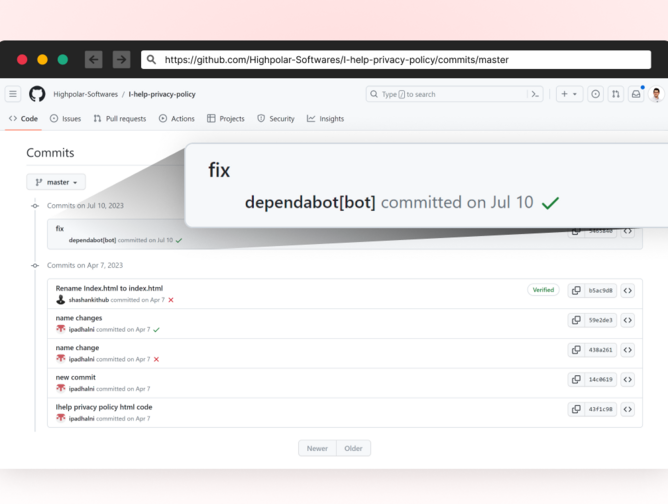 https://github.com/Highpolar-Softwares/I-help-privacy-policy/commits/master
Highpolar-Softwares / I-help-privacy-policy
Type / to search
Code Issues Pull requests Actions Projects Security Insights
Commits
master
fix
dependabot[bot] committed on Jul 10
Commits on Jul 10, 2023
fix
dependabot[bot] committed on Jul 10
Commits on Apr 7, 2023
Rename Index.html to index.html
Verified
b5ac9d8
shashankithub committed on Apr 7
name changes
59e2de3
ipadhalni committed on Apr 7
name change
438a261
ipadhalni committed on Apr 7
new commit
14c0619
ipadhalni committed on Apr 7
Ihelp privacy policy html code
43f1c98
ipadhalni committed on Apr 7
Newer Older